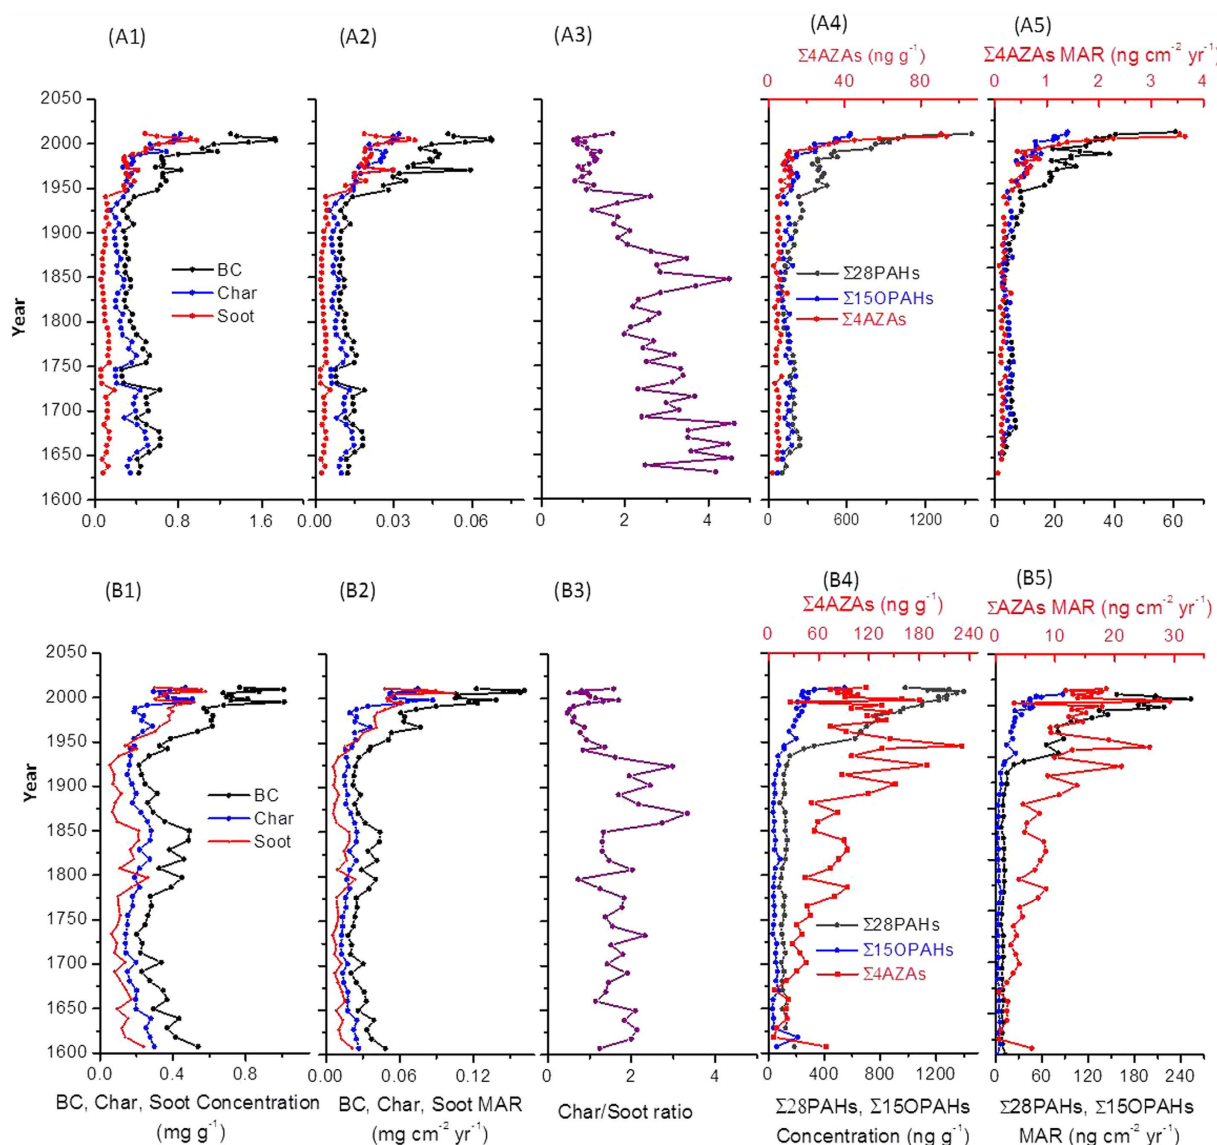 (A1)
(A2)
(A3)
(A4)
(A5)
Σ4AZAs (ng g⁻¹)
Σ4AZAs MAR (ng cm⁻² yr⁻¹)
0 40 80
0 1 2 3 4
2050
2000
1950
1900
1850
1800
1750
1700
1650
1600
Year
BC
Char
Soot
Σ28PAHs
Σ15OPAHs
Σ4AZAs
0.0 0.8 1.6
0.00 0.03 0.06
0 2 4
0 600 1200
0 20 40 60
(B1)
(B2)
(B3)
(B4)
(B5)
Σ4AZAs (ng g⁻¹)
ΣAZAs MAR (ng cm⁻² yr⁻¹)
0 60 120 180 240
0 10 20 30
2050
2000
1950
1900
1850
1800
1750
1700
1650
1600
Year
BC
Char
Soot
Σ28PAHs
Σ15OPAHs
Σ4AZAs
0.0 0.4 0.8
0.00 0.06 0.12
0 2 4
0 400 800 1200
0 60 120 180 240
BC, Char, Soot Concentration
(mg g⁻¹)
BC, Char, Soot MAR
(mg cm⁻² yr⁻¹)
Char/Soot ratio
Σ28PAHs, Σ15OPAHs
Concentration (ng g⁻¹)
Σ28PAHs, Σ15OPAHs
MAR (ng cm⁻² yr⁻¹)